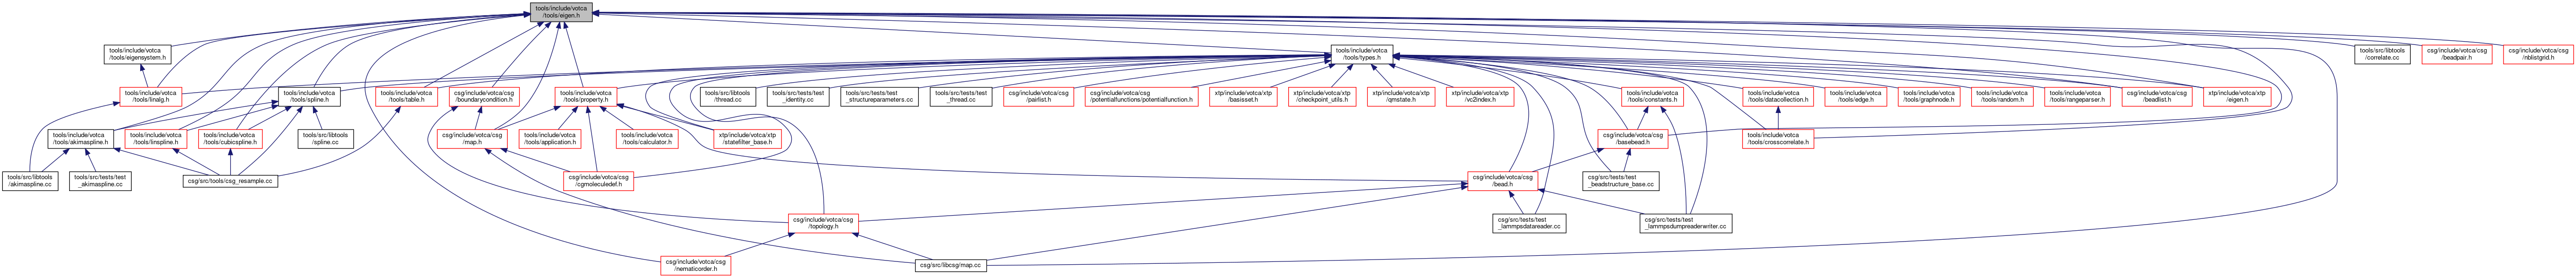 tools/include/votca
/tools/eigen.h
tools/include/votca
/tools/eigensystem.h
tools/include/votca
/tools/types.h
tools/src/libtools
/correlate.cc
csg/include/votca/csg
/beadpair.h
csg/include/votca/csg
/nblistgrid.h
tools/include/votca
/tools/linalg.h
tools/include/votca
/tools/spline.h
tools/include/votca
/tools/table.h
csg/include/votca/csg
/boundarycondition.h
tools/include/votca
/tools/property.h
tools/src/libtools
/thread.cc
tools/src/tests/test
_identity.cc
tools/src/tests/test
_structureparameters.cc
tools/src/tests/test
_thread.cc
csg/include/votca/csg
/pairlist.h
csg/include/votca/csg
/potentialfunctions/potentialfunction.h
xtp/include/votca/xtp
/basisset.h
xtp/include/votca/xtp
/checkpoint_utils.h
xtp/include/votca/xtp
/qmstate.h
xtp/include/votca/xtp
/vc2index.h
tools/include/votca
/tools/constants.h
tools/include/votca
/tools/datacollection.h
tools/include/votca
/tools/edge.h
tools/include/votca
/tools/graphnode.h
tools/include/votca
/tools/random.h
tools/include/votca
/tools/rangeparser.h
csg/include/votca/csg
/beadlist.h
xtp/include/votca/xtp
/eigen.h
tools/include/votca
/tools/akimaspline.h
tools/include/votca
/tools/linspline.h
tools/include/votca
/tools/cubicspline.h
tools/src/libtools
/spline.cc
csg/include/votca/csg
/map.h
tools/include/votca
/tools/application.h
tools/include/votca
/tools/calculator.h
xtp/include/votca/xtp
/statefilter_base.h
csg/include/votca/csg
/basebead.h
tools/include/votca
/tools/crosscorrelate.h
tools/src/libtools
/akimaspline.cc
tools/src/tests/test
_akimaspline.cc
csg/src/tools/csg_resample.cc
csg/include/votca/csg
/cgmoleculedef.h
csg/include/votca/csg
/bead.h
csg/src/tests/test
_beadstructure_base.cc
csg/include/votca/csg
/topology.h
csg/src/tests/test
_lammpsdatareader.cc
csg/src/tests/test
_lammpsdumpreaderwriter.cc
csg/include/votca/csg
/nematicorder.h
csg/src/libcsg/map.cc